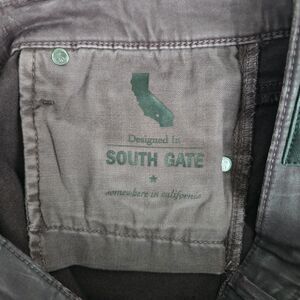 Designed in
SOUTH GATE
somewhere in california